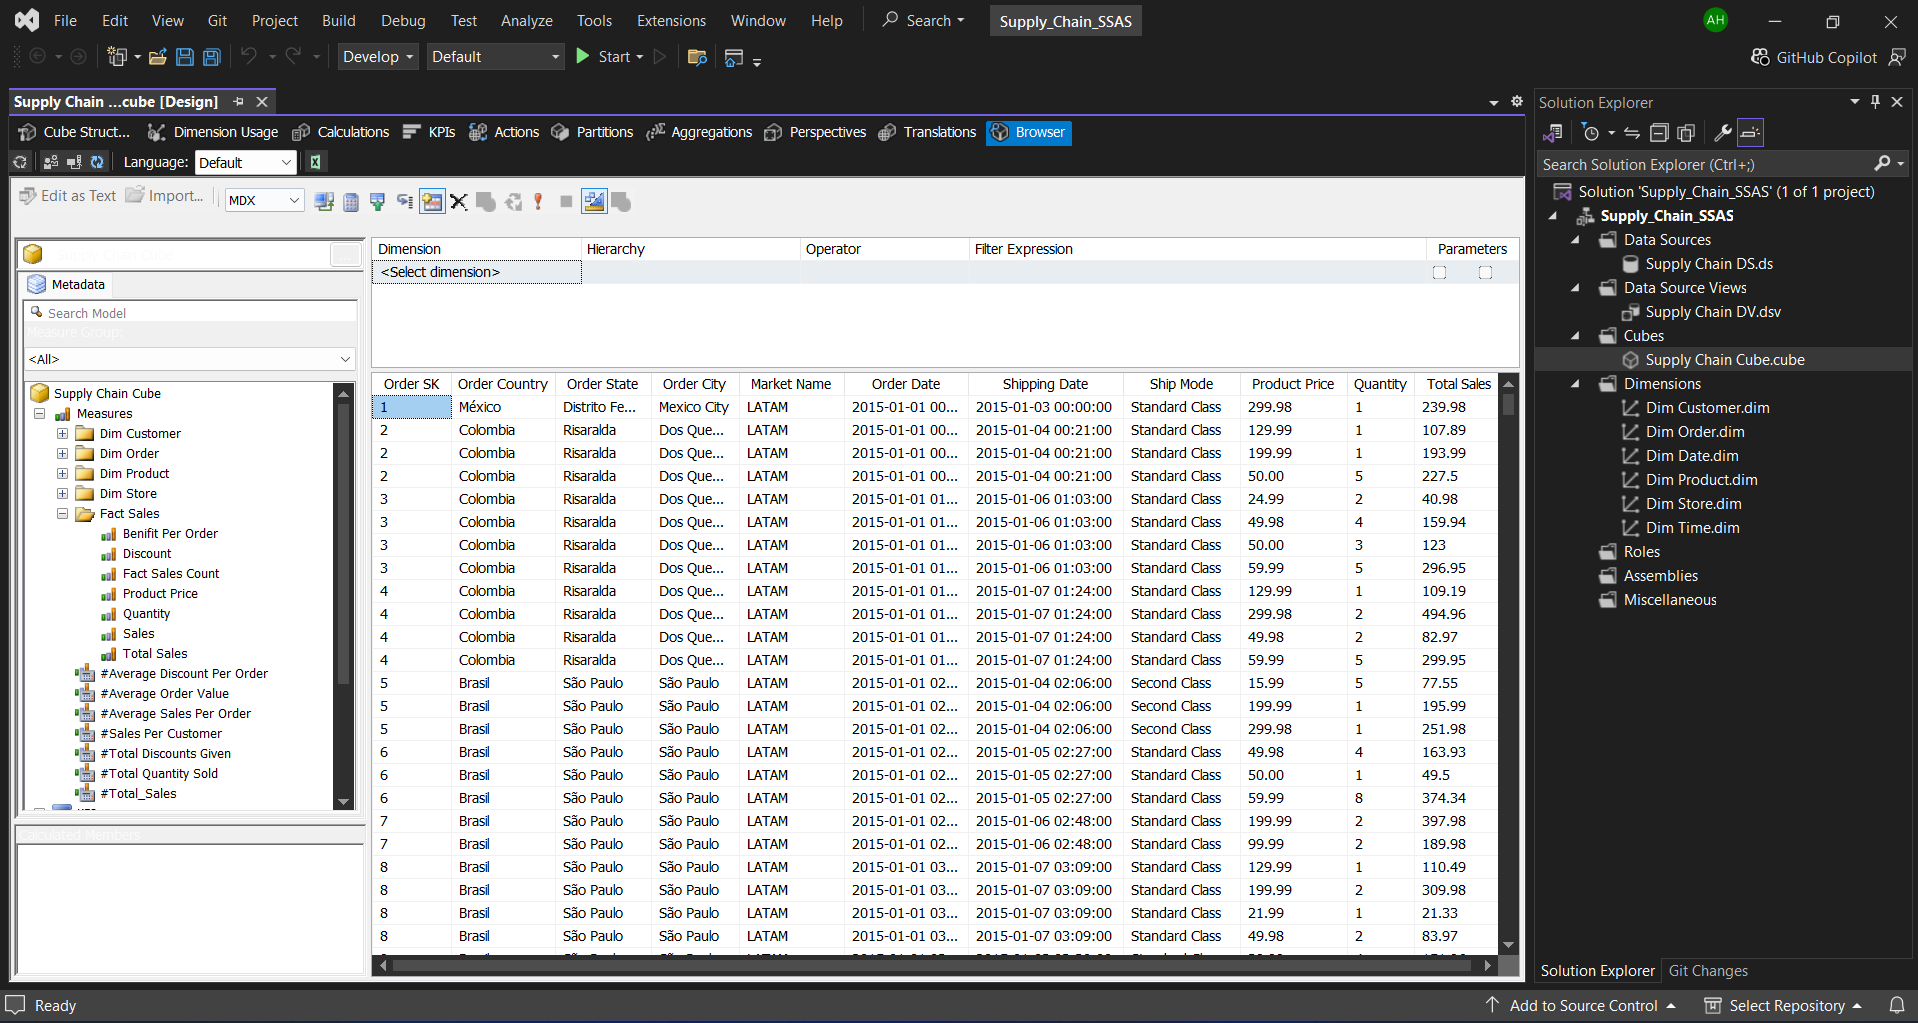 File Edit View Git Project Build Debug Test Analyze Tools Extensions Window Help Search Supply_Chain_SSAS AH
Develop Default Start GitHub Copilot
Supply Chain ...cube [Design]
Cube Struct... Dimension Usage Calculations KPIs Actions Partitions Aggregations Perspectives Translations Browser
Language: Default
Edit as Text Import... MDX
Metadata
Search Model
Measure Group:
<All>
Supply Chain Cube
Measures
Dim Customer
Dim Order
Dim Product
Dim Store
Fact Sales
Benifit Per Order
Discount
Fact Sales Count
Product Price
Quantity
Sales
Total Sales
#Average Discount Per Order
#Average Order Value
#Average Sales Per Order
#Sales Per Customer
#Total Discounts Given
#Total Quantity Sold
#Total_Sales
Calculated Members
Dimension Hierarchy Operator Filter Expression Parameters
<Select dimension>
Order SK Order Country Order State Order City Market Name Order Date Shipping Date Ship Mode Product Price Quantity Total Sales
1 México Distrito Fe... Mexico City LATAM 2015-01-01 00... 2015-01-03 00:00:00 Standard Class 299.98 1 239.98
2 Colombia Risaralda Dos Que... LATAM 2015-01-01 00... 2015-01-04 00:21:00 Standard Class 129.99 1 107.89
2 Colombia Risaralda Dos Que... LATAM 2015-01-01 00... 2015-01-04 00:21:00 Standard Class 199.99 1 193.99
2 Colombia Risaralda Dos Que... LATAM 2015-01-01 00... 2015-01-04 00:21:00 Standard Class 50.00 5 227.5
3 Colombia Risaralda Dos Que... LATAM 2015-01-01 01... 2015-01-06 01:03:00 Standard Class 24.99 2 40.98
3 Colombia Risaralda Dos Que... LATAM 2015-01-01 01... 2015-01-06 01:03:00 Standard Class 49.98 4 159.94
3 Colombia Risaralda Dos Que... LATAM 2015-01-01 01... 2015-01-06 01:03:00 Standard Class 50.00 3 123
3 Colombia Risaralda Dos Que... LATAM 2015-01-01 01... 2015-01-06 01:03:00 Standard Class 59.99 5 296.95
4 Colombia Risaralda Dos Que... LATAM 2015-01-01 01... 2015-01-07 01:24:00 Standard Class 129.99 1 109.19
4 Colombia Risaralda Dos Que... LATAM 2015-01-01 01... 2015-01-07 01:24:00 Standard Class 299.98 2 494.96
4 Colombia Risaralda Dos Que... LATAM 2015-01-01 01... 2015-01-07 01:24:00 Standard Class 49.98 2 82.97
4 Colombia Risaralda Dos Que... LATAM 2015-01-01 01... 2015-01-07 01:24:00 Standard Class 59.99 5 299.95
5 Brasil São Paulo São Paulo LATAM 2015-01-01 02... 2015-01-04 02:06:00 Second Class 15.99 5 77.55
5 Brasil São Paulo São Paulo LATAM 2015-01-01 02... 2015-01-04 02:06:00 Second Class 199.99 1 195.99
5 Brasil São Paulo São Paulo LATAM 2015-01-01 02... 2015-01-04 02:06:00 Second Class 299.98 1 251.98
6 Brasil São Paulo São Paulo LATAM 2015-01-01 02... 2015-01-05 02:27:00 Standard Class 49.98 4 163.93
6 Brasil São Paulo São Paulo LATAM 2015-01-01 02... 2015-01-05 02:27:00 Standard Class 50.00 1 49.5
6 Brasil São Paulo São Paulo LATAM 2015-01-01 02... 2015-01-05 02:27:00 Standard Class 59.99 8 374.34
7 Brasil São Paulo São Paulo LATAM 2015-01-01 02... 2015-01-06 02:48:00 Standard Class 199.99 2 397.98
7 Brasil São Paulo São Paulo LATAM 2015-01-01 02... 2015-01-06 02:48:00 Standard Class 99.99 2 189.98
8 Brasil São Paulo São Paulo LATAM 2015-01-01 03... 2015-01-07 03:09:00 Standard Class 129.99 1 110.49
8 Brasil São Paulo São Paulo LATAM 2015-01-01 03... 2015-01-07 03:09:00 Standard Class 199.99 2 309.98
8 Brasil São Paulo São Paulo LATAM 2015-01-01 03... 2015-01-07 03:09:00 Standard Class 21.99 1 21.33
8 Brasil São Paulo São Paulo LATAM 2015-01-01 03... 2015-01-07 03:09:00 Standard Class 49.98 2 83.97
Solution Explorer
Search Solution Explorer (Ctrl+;)
Solution 'Supply_Chain_SSAS' (1 of 1 project)
Supply_Chain_SSAS
Data Sources
Supply Chain DS.ds
Data Source Views
Supply Chain DV.dsv
Cubes
Supply Chain Cube.cube
Dimensions
Dim Customer.dim
Dim Order.dim
Dim Date.dim
Dim Product.dim
Dim Store.dim
Dim Time.dim
Roles
Assemblies
Miscellaneous
Solution Explorer Git Changes
Ready Add to Source Control Select Repository